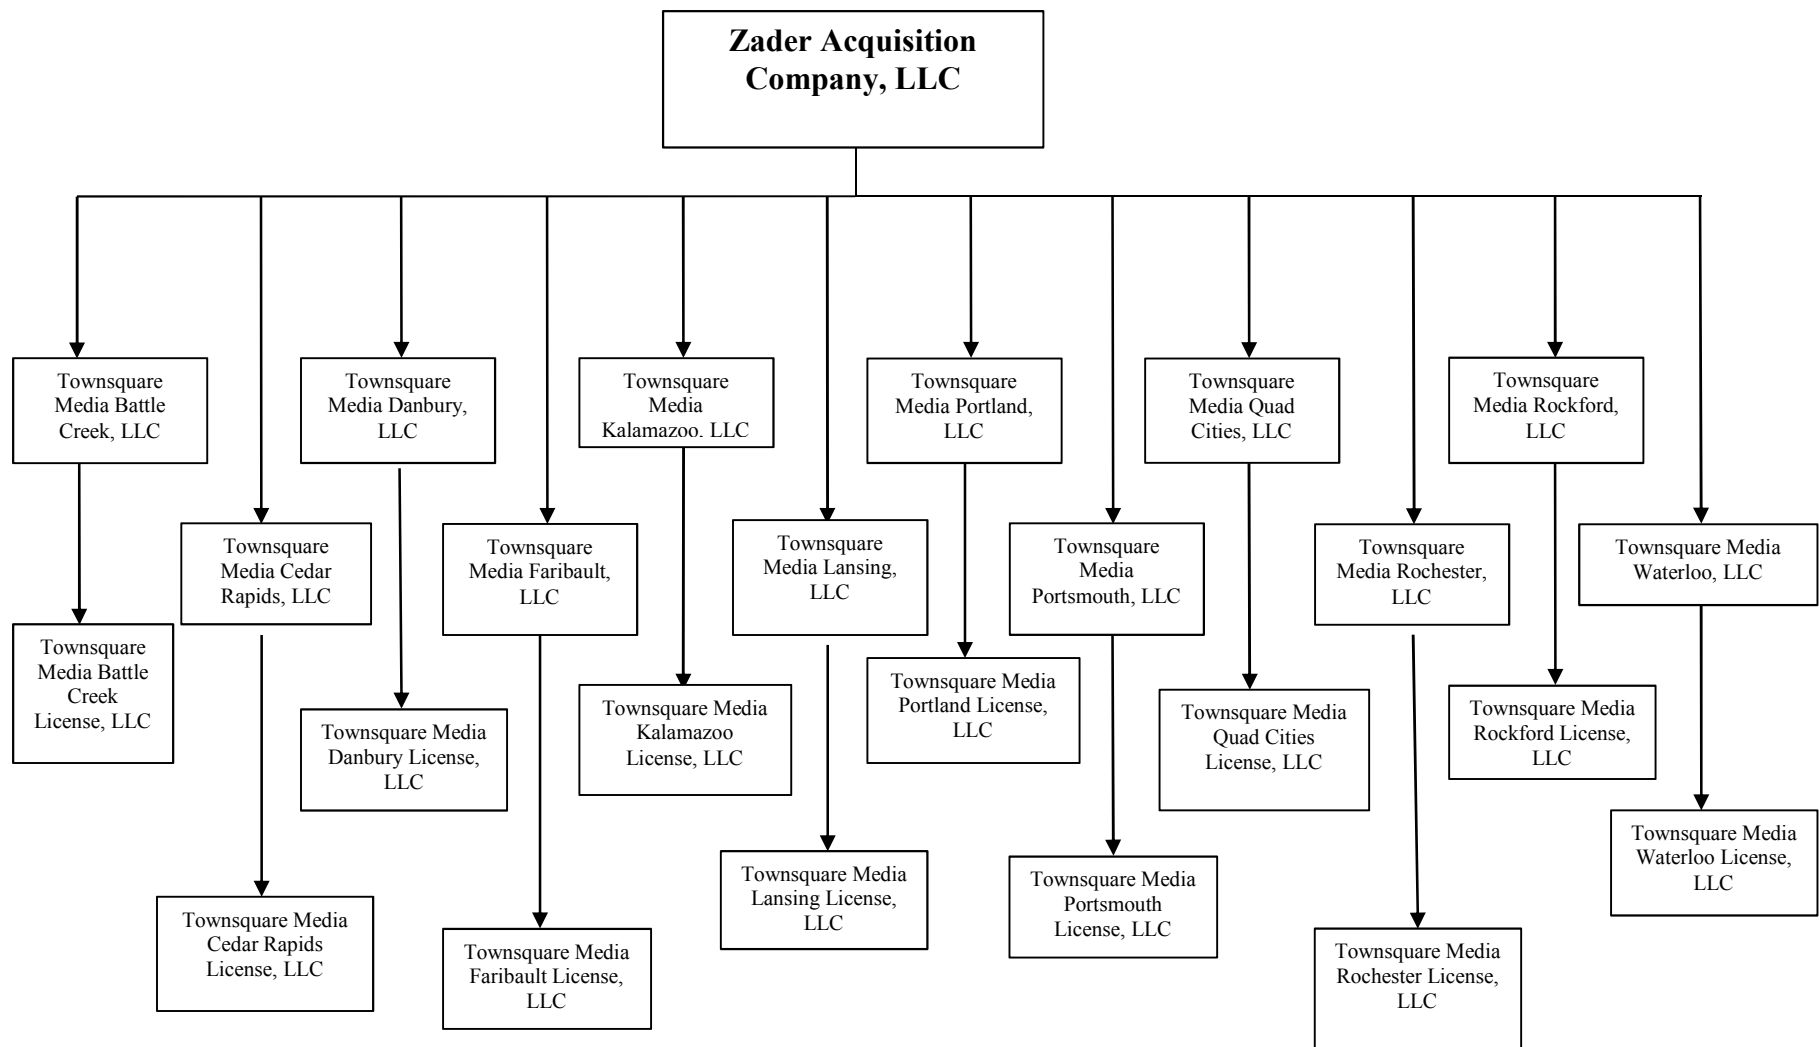 Zader Acquisition
Company, LLC
Townsquare
Media Battle
Creek, LLC
Townsquare
Media Danbury,
LLC
Townsquare
Media
Kalamazoo. LLC
Townsquare
Media Portland,
LLC
Townsquare
Media Quad
Cities, LLC
Townsquare
Media Rockford,
LLC
Townsquare
Media Cedar
Rapids, LLC
Townsquare
Media Faribault,
LLC
Townsquare
Media Lansing,
LLC
Townsquare
Media
Portsmouth, LLC
Townsquare
Media Rochester,
LLC
Townsquare Media
Waterloo, LLC
Townsquare
Media Battle
Creek
License, LLC
Townsquare Media
Danbury License,
LLC
Townsquare Media
Kalamazoo
License, LLC
Townsquare Media
Portland License,
LLC
Townsquare Media
Quad Cities
License, LLC
Townsquare Media
Rockford License,
LLC
Townsquare Media
Cedar Rapids
License, LLC
Townsquare Media
Faribault License,
LLC
Townsquare Media
Lansing License,
LLC
Townsquare Media
Portsmouth
License, LLC
Townsquare Media
Rochester License,
LLC
Townsquare Media
Waterloo License,
LLC